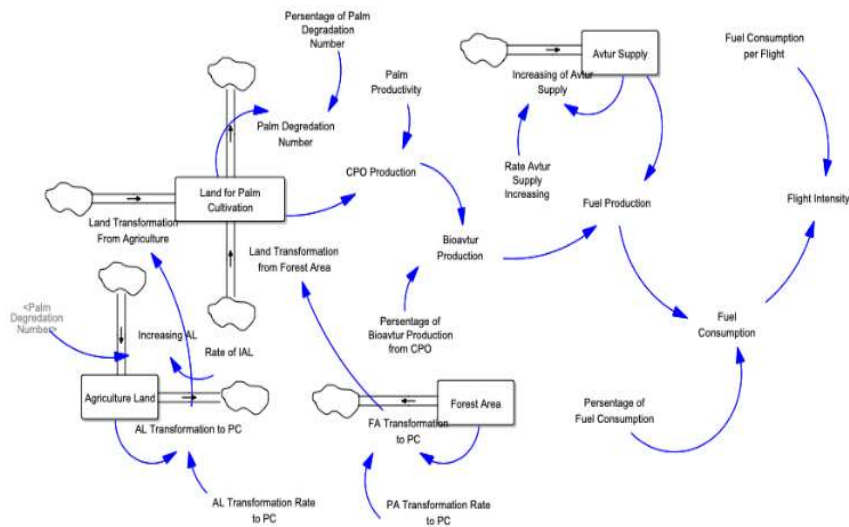 Persentage of Palm
Degradation
Number
Avtur Supply
Fuel Consumption
per Flight
Palm
Productivity
Increasing of Avtur
Supply
Palm Degredation
Number
CPO Production
Rate Avtur
Supply
Increasing
Land for Palm
Cultivation
Fuel Production
Flight Intensity
Land Transformation
From Agriculture
Land Transformation
from Forest Area
Bioavtur
Production
<Palm
Degredation
Number>
Increasing AL
Rate of IAL
Persentage of
Bioavtur Production
from CPO
Fuel
Consumption
Agriculture Land
Forest Area
AL Transformation to PC
FA Transformation
to PC
Persentage of
Fuel Consumption
AL Transformation Rate
to PC
PA Transformation Rate
to PC